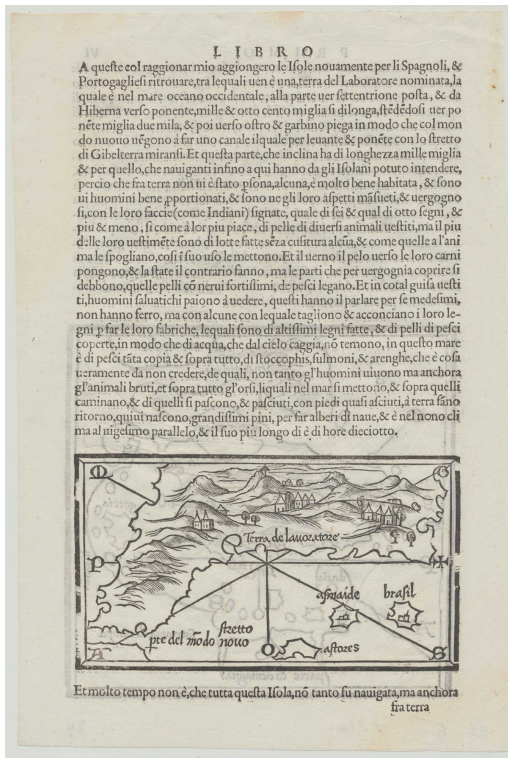 LIBRO
A queste col raggionar mio aggiongero le Isole nouamente per li Spagnoli, &
Portogagliesi ritrouare, tra lequali uen è una, terra del Laboratore nominata, la
quale è nel mare oceano occidentale, alla parte uer settentrione posta, & da
Hiberna verso ponente, mille & otto cento miglia si dilonga, stēdēdosi uer po
nēte miglia due mila, & poi uerso ostro & garbino piega in modo che col mon
do nuouo uēgono à far uno canale ilquale per leuante & ponēte con lo stretto
di Gibelterra miransi. Et questa parte, che inclina ha di longhezza mille miglia
& per quello, che nauiganti infino a qui hanno da gli Isolani potuto intendere,
percio che fra terra non ui è stato psona, alcuna, è molto bene habitata, & sono
ui huomini bene pportionati, & sono ne gli loro aspetti māsueti, & uergogno
si, con le loro faccie (come Indiani) signate, quale di sei & qual di otto segni, &
piu & meno, si come à lor piu piace, di pelle di diuersi animali uestiti, ma il piu
delle loro uestimēte sono di lotte fatte sēza cusitura alcūa, & come quelle a l'ani
ma le spogliano, cosi i suo uso le mettono. Et il uerno il pelo uerso le loro carni
pongono, & la state il contrario fanno, ma le parti che per uergogna coprire si
debbono, quelle pelli cō nerui fortissimi, de pesci legano. Et in cotal guisa uesti
ti, huomini saluatichi paiono à uedere, questi hanno il parlare per se medesimi,
non hanno ferro, ma con alcune con lequale tagliono & acconciano i loro le-
gni p far le loro fabriche, lequali sono di altissimi legni fatte, & di pelli di pesci
coperte, in modo che di acqua, che dal cielo caggia, nō temono, in questo mare
è di pesci tāta copia & sopra tutto, di stoccophis, sulmoni, & arenghe, che è cosa
ueramente da non credere, de quali, non tanto gl'huomini uiuono ma anchora
gl'animali bruti, et sopra tutto gl'orsi, liquali nel mar si mettono, & sopra quelli
caminano, & di quelli si pascono, & pasciuti, con piedi quasi asciuti, à terra fāno
ritorno, quiui nascono, grandissimi pini, per far alberi di naue, & è nel nono cli
ma al uigesimo parallelo, & il suo piu longo di è di hore dieciotto.
M G
Terra de lauoratore
P
asmaide brasil
stretto
pte del mōdo nouo
A O astores S
Et molto tempo non è, che tutta questa Isola, nō tanto fu nauigata, ma anchora
fra terra